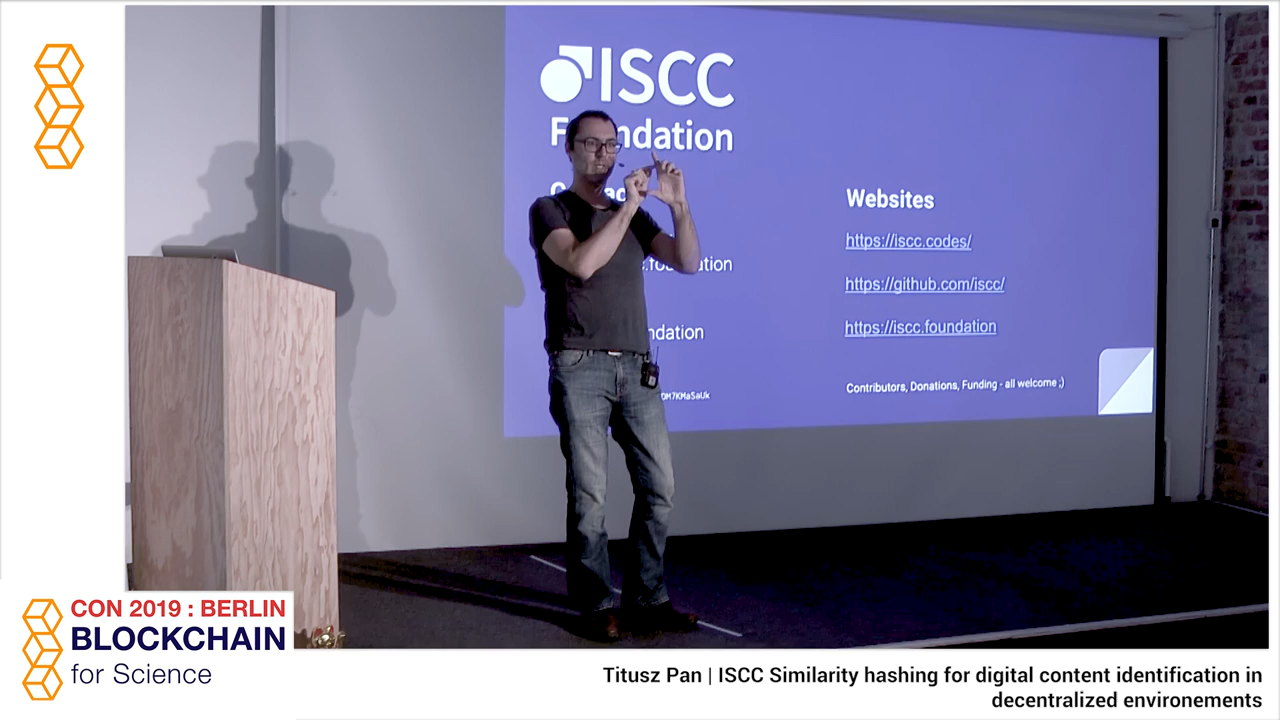 ISCC
Foundation
Websites
https://iscc.codes/
https://github.com/iscc/
https://iscc.foundation
ndation
Contributors, Donations, Funding - all welcome ;)
CON 2019 : BERLIN
BLOCKCHAIN
for Science
Titusz Pan | ISCC Similarity hashing for digital content identification in
decentralized environements